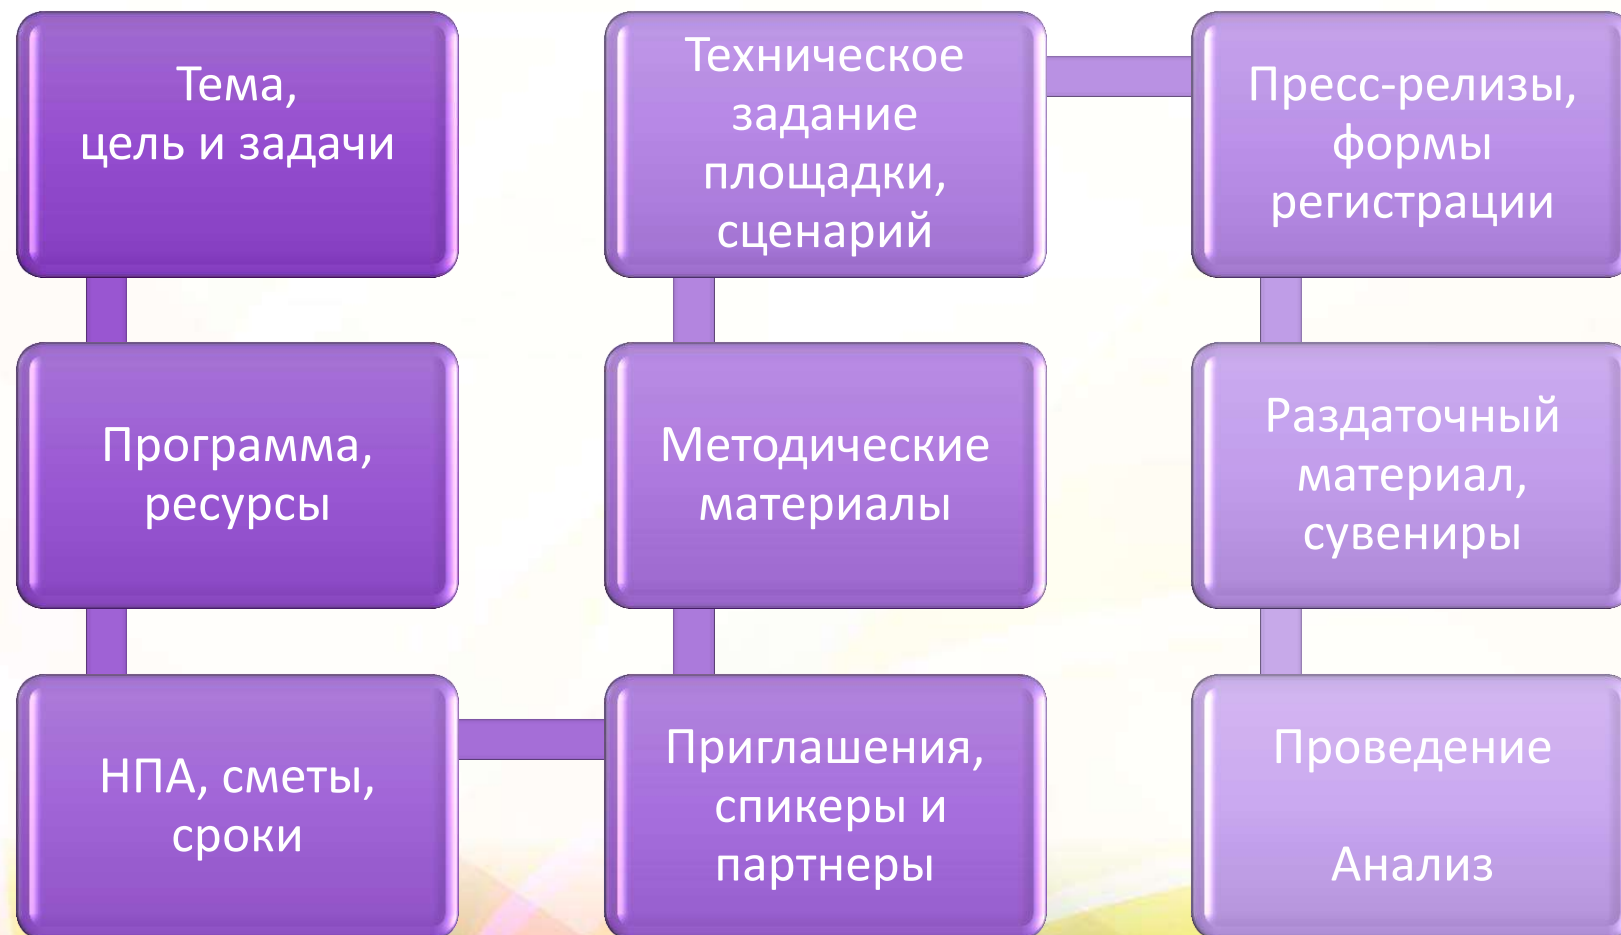 Тема,
цель и задачи
Программа,
ресурсы
НПА, сметы,
сроки
Приглашения,
спикеры и
партнеры
Методические
материалы
Техническое
задание
площадки,
сценарий
Пресс-релизы,
формы
регистрации
Раздаточный
материал,
сувениры
Проведение
Анализ